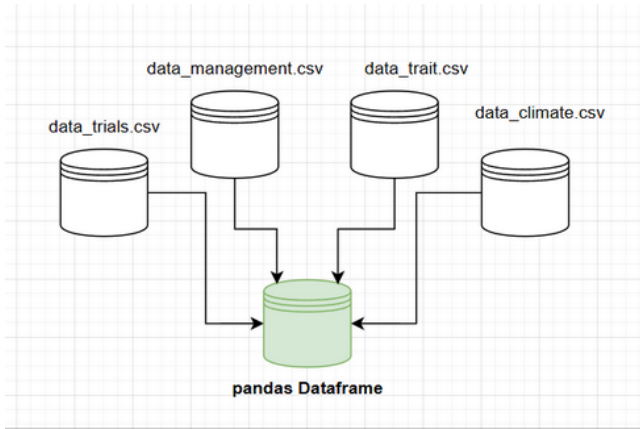 data_management.csv
data_trait.csv
data_trials.csv
data_climate.csv
pandas Dataframe